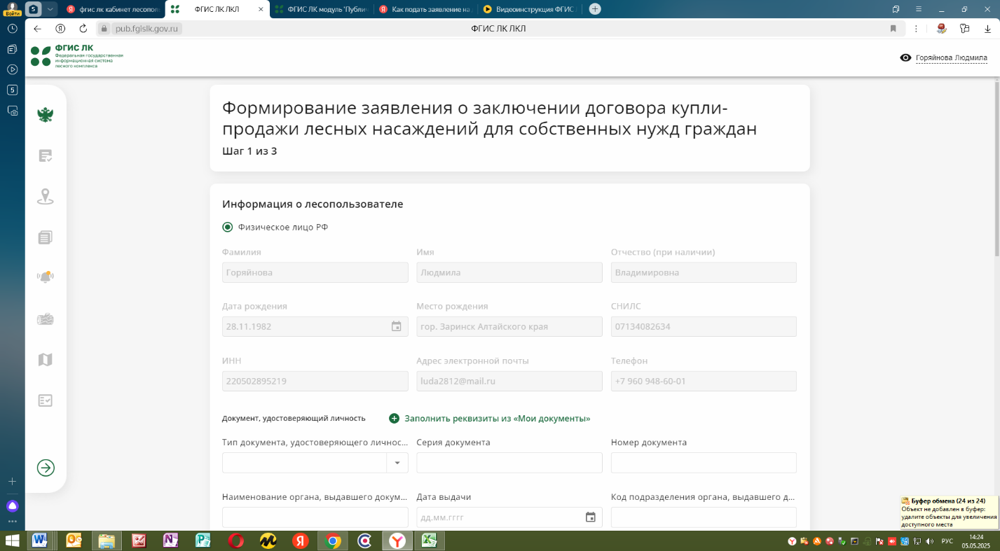 Войти
5
фгис лк кабинет лесопол
ФГИС ЛК ЛКЛ
ФГИС ЛК модуль 'Публич
Как подать заявление на
Видеоинструкция ФГИС
pub.fgislk.gov.ru
ФГИС ЛК ЛКЛ
5
ФГИС ЛК
Федеральная государственная
информационная система
лесного комплекса
Горяйнова Людмила
Формирование заявления о заключении договора купли-
продажи лесных насаждений для собственных нужд граждан
Шаг 1 из 3
Информация о лесопользователе
Физическое лицо РФ
Фамилия Имя Отчество (при наличии)
Горяйнова Людмила Владимировна
Дата рождения Место рождения СНИЛС
28.11.1982 гор. Заринск Алтайского края 07134082634
ИНН Адрес электронной почты Телефон
220502895219 luda2812@mail.ru +7 960 948-60-01
Документ, удостоверяющий личность Заполнить реквизиты из «Мои документы»
Тип документа, удостоверяющего личнос... Серия документа Номер документа
Наименование органа, выдавшего докум... Дата выдачи Код подразделения органа, выдавшего д...
дд.мм.гггг
Буфер обмена (24 из 24)
Объект не добавлен в буфер:
удалите объекты для увеличения
доступного места
РУС
14:24
05.05.2025